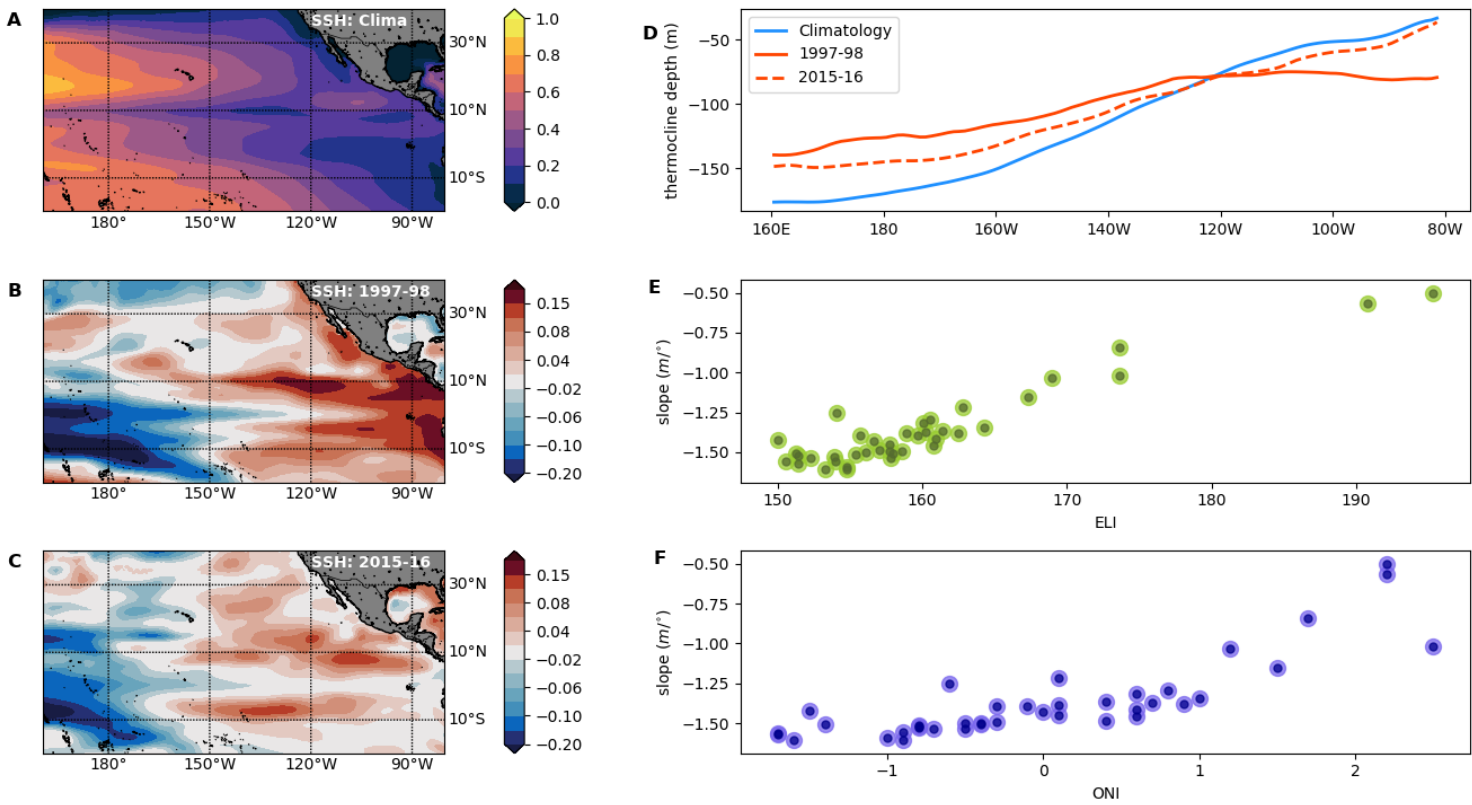 A
SSH: Clima
30°N
10°N
10°S
180°
150°W
120°W
90°W
1.0
0.8
0.6
0.4
0.2
0.0
B
SSH: 1997-98
30°N
10°N
10°S
180°
150°W
120°W
90°W
0.15
0.08
0.04
−0.02
−0.06
−0.10
−0.20
C
SSH: 2015-16
30°N
10°N
10°S
180°
150°W
120°W
90°W
0.15
0.08
0.04
−0.02
−0.06
−0.10
−0.20
D
thermocline depth (m)
−50
−100
−150
Climatology
1997-98
2015-16
160E
180
160W
140W
120W
100W
80W
E
slope (m/°)
−0.50
−0.75
−1.00
−1.25
−1.50
150
160
170
180
190
ELI
F
slope (m/°)
−0.50
−0.75
−1.00
−1.25
−1.50
−1
0
1
2
ONI